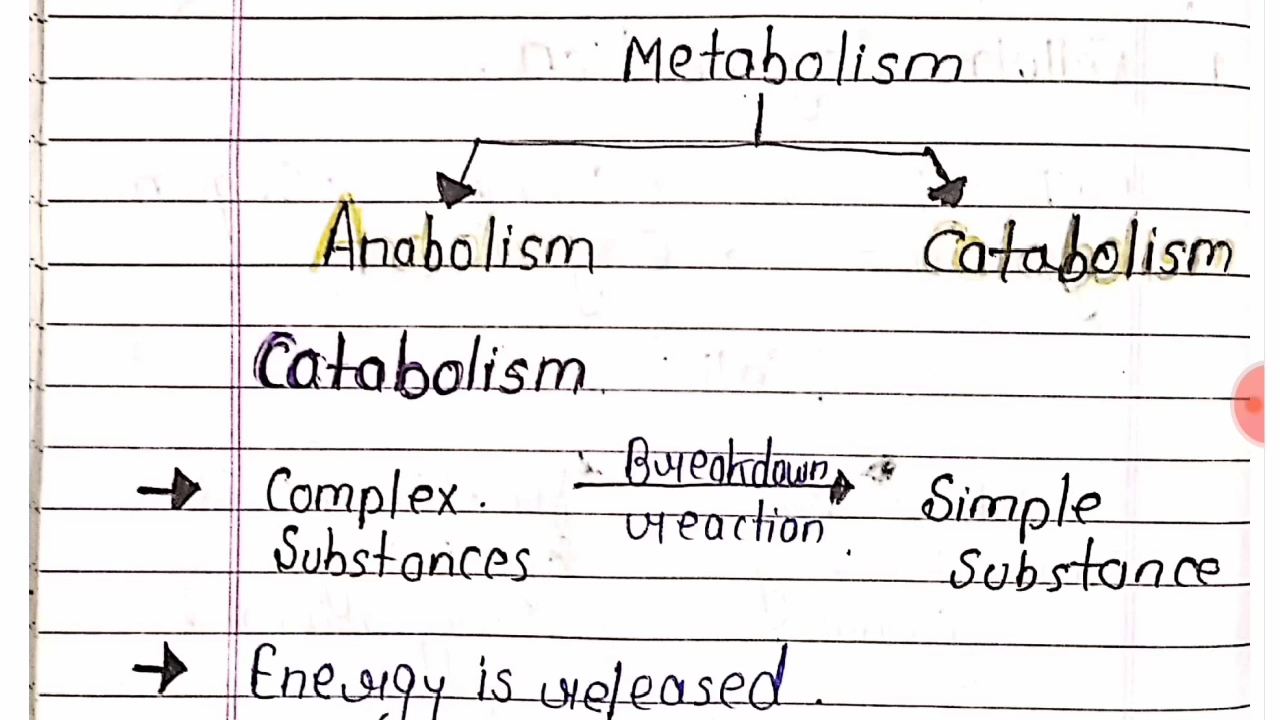 Metabolism
Anabolism Catabolism
Catabolism
Breakdown
Complex. Simple
reaction
Substances Substance
Energy is released.